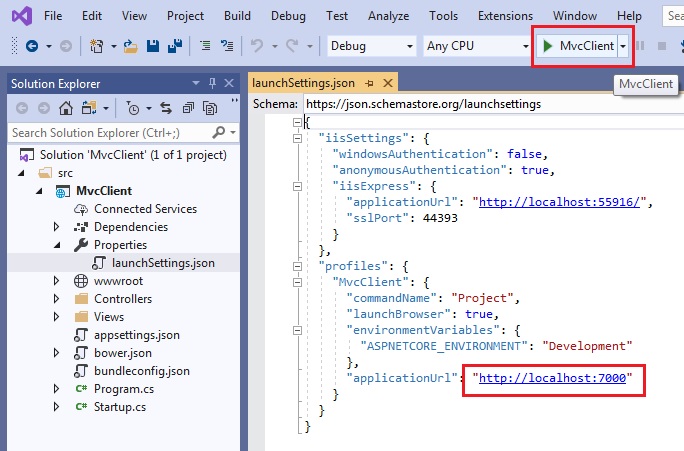 File Edit View Project Build Debug Test Analyze Tools Extensions Window Help
Debug Any CPU MvcClient
MvcClient
Solution Explorer
Search Solution Explorer (Ctrl+;)
Solution 'MvcClient' (1 of 1 project)
src
MvcClient
Connected Services
Dependencies
Properties
launchSettings.json
wwwroot
Controllers
Views
appsettings.json
bower.json
bundleconfig.json
Program.cs
Startup.cs
launchSettings.json
Schema: https://json.schemastore.org/launchsettings
{
"iisSettings": {
"windowsAuthentication": false,
"anonymousAuthentication": true,
"iisExpress": {
"applicationUrl": "http://localhost:55916/",
"sslPort": 44393
}
},
"profiles": {
"MvcClient": {
"commandName": "Project",
"launchBrowser": true,
"environmentVariables": {
"ASPNETCORE_ENVIRONMENT": "Development"
},
"applicationUrl": "http://localhost:7000"
}
}
}